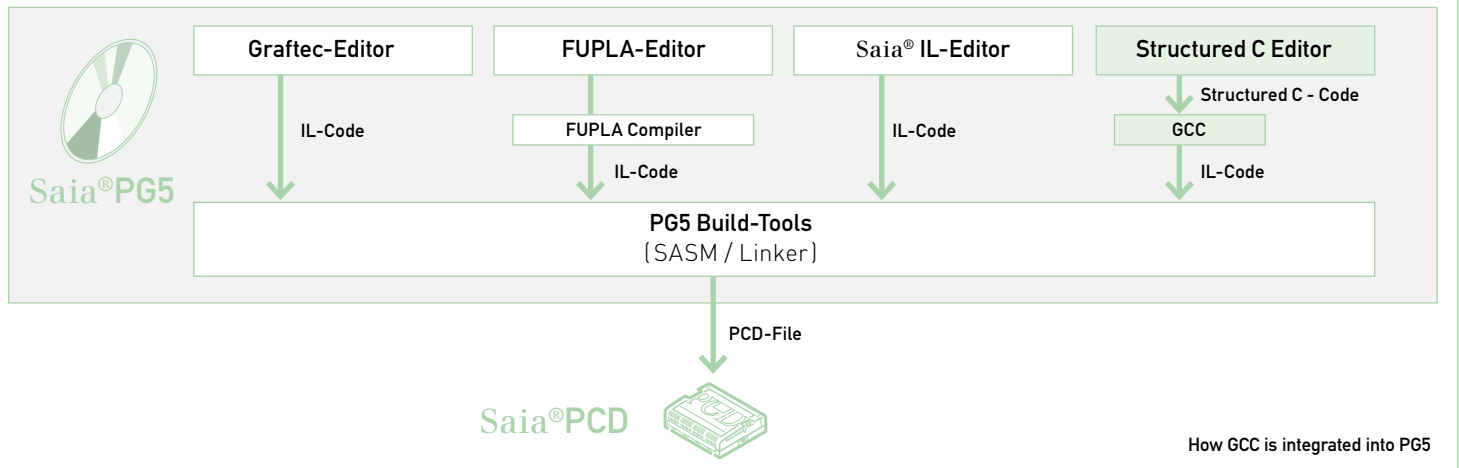 Graftec-Editor
FUPLA-Editor
Saia® IL-Editor
Structured C Editor
Structured C - Code
IL-Code
FUPLA Compiler
IL-Code
GCC
IL-Code
IL-Code
Saia®PG5
PG5 Build-Tools
(SASM / Linker)
PCD-File
Saia®PCD
PCD
How GCC is integrated into PG5